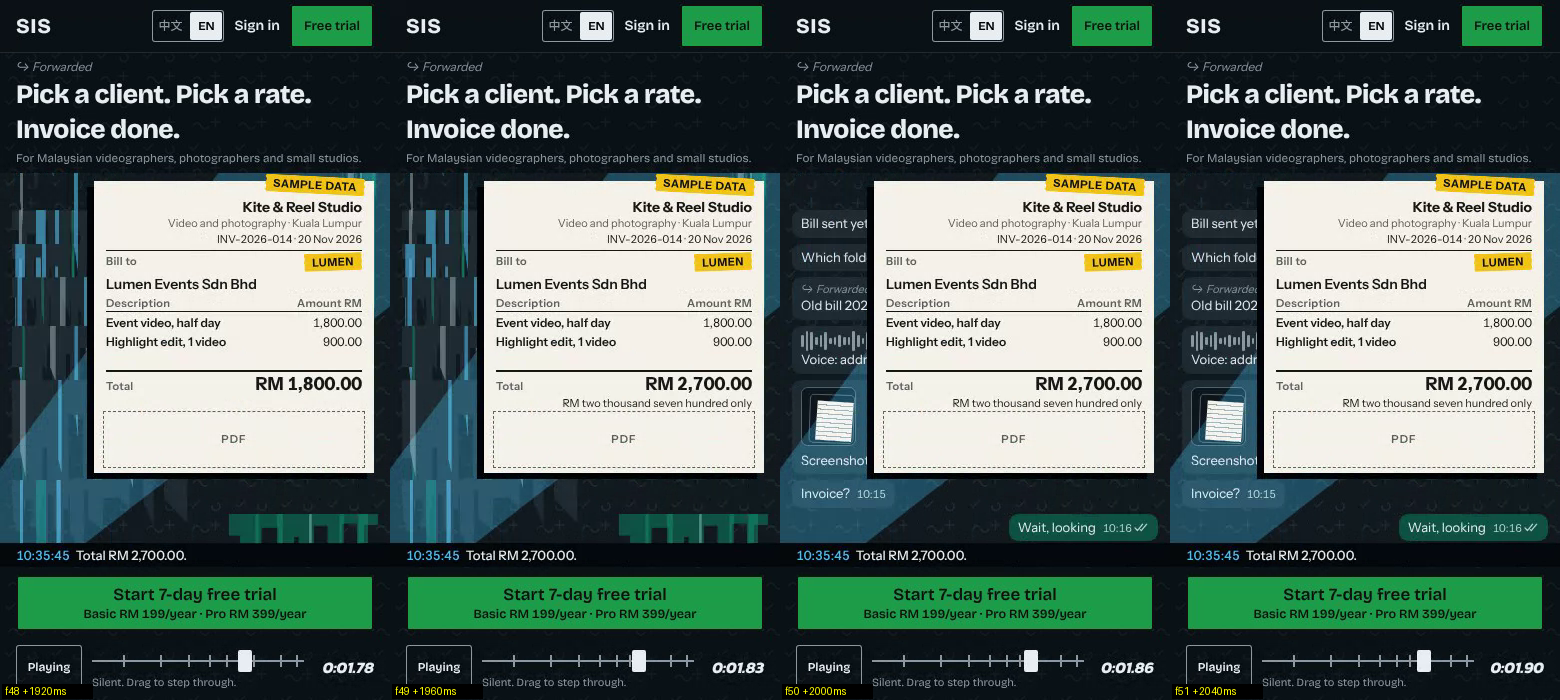 SIS
中文 EN Sign in Free trial
Forwarded
Pick a client. Pick a rate.
Invoice done.
For Malaysian videographers, photographers and small studios.
SAMPLE DATA
Kite & Reel Studio
Video and photography · Kuala Lumpur
INV-2026-014 · 20 Nov 2026
Bill to
LUMEN
Lumen Events Sdn Bhd
Description Amount RM
Event video, half day 1,800.00
Highlight edit, 1 video 900.00
Total RM 1,800.00
PDF
10:35:45 Total RM 2,700.00.
Start 7-day free trial
Basic RM 199/year · Pro RM 399/year
Playing
0:01.78
Silent. Drag to step through.
f48 +1920ms
SIS
中文 EN Sign in Free trial
Forwarded
Pick a client. Pick a rate.
Invoice done.
For Malaysian videographers, photographers and small studios.
SAMPLE DATA
Kite & Reel Studio
Video and photography · Kuala Lumpur
INV-2026-014 · 20 Nov 2026
Bill to
LUMEN
Lumen Events Sdn Bhd
Description Amount RM
Event video, half day 1,800.00
Highlight edit, 1 video 900.00
Total RM 2,700.00
RM two thousand seven hundred only
PDF
10:35:45 Total RM 2,700.00.
Start 7-day free trial
Basic RM 199/year · Pro RM 399/year
Playing
0:01.83
Silent. Drag to step through.
f49 +1960ms
SIS
中文 EN Sign in Free trial
Forwarded
Pick a client. Pick a rate.
Invoice done.
For Malaysian videographers, photographers and small studios.
Bill sent yet
Which fold
Forwarded
Old bill 202
Voice: addr
Screenshot
Invoice? 10:15
Wait, looking 10:16
SAMPLE DATA
Kite & Reel Studio
Video and photography · Kuala Lumpur
INV-2026-014 · 20 Nov 2026
Bill to
LUMEN
Lumen Events Sdn Bhd
Description Amount RM
Event video, half day 1,800.00
Highlight edit, 1 video 900.00
Total RM 2,700.00
RM two thousand seven hundred only
PDF
10:35:45 Total RM 2,700.00.
Start 7-day free trial
Basic RM 199/year · Pro RM 399/year
Playing
0:01.86
Silent. Drag to step through.
f50 +2000ms
SIS
中文 EN Sign in Free trial
Forwarded
Pick a client. Pick a rate.
Invoice done.
For Malaysian videographers, photographers and small studios.
Bill sent yet
Which fold
Forwarded
Old bill 202
Voice: addr
Screenshot
Invoice? 10:15
Wait, looking 10:16
SAMPLE DATA
Kite & Reel Studio
Video and photography · Kuala Lumpur
INV-2026-014 · 20 Nov 2026
Bill to
LUMEN
Lumen Events Sdn Bhd
Description Amount RM
Event video, half day 1,800.00
Highlight edit, 1 video 900.00
Total RM 2,700.00
RM two thousand seven hundred only
PDF
10:35:45 Total RM 2,700.00.
Start 7-day free trial
Basic RM 199/year · Pro RM 399/year
Playing
0:01.90
Silent. Drag to step through.
f51 +2040ms